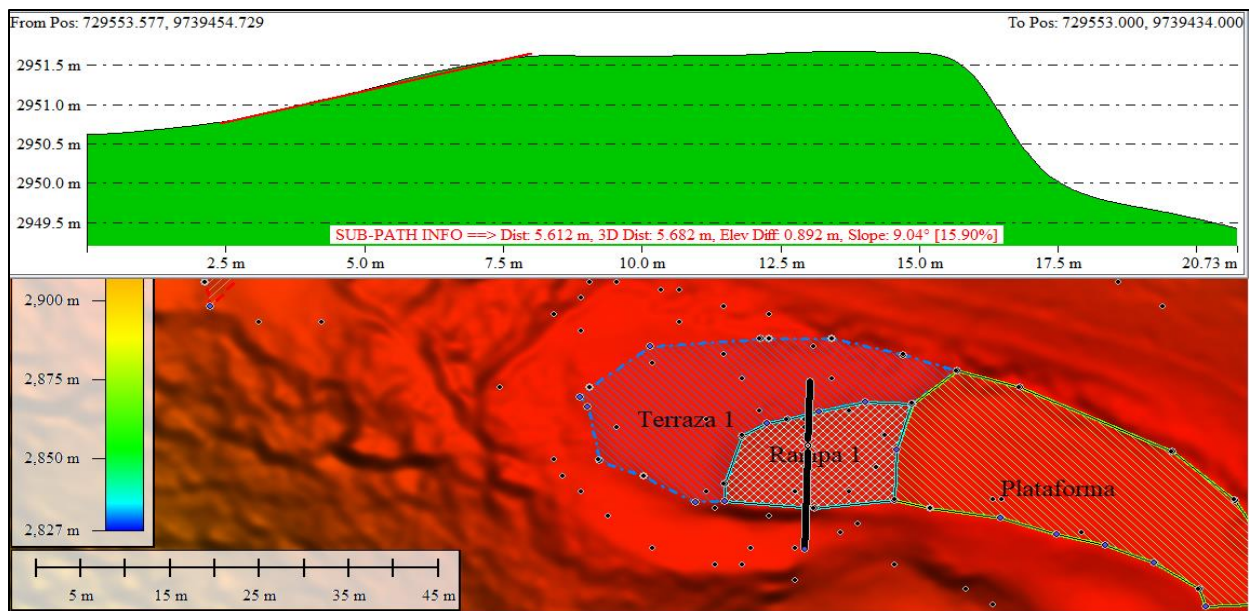 From Pos: 729553.577, 9739454.729 To Pos: 729553.000, 9739434.000
2951.5 m
2951.0 m
2950.5 m
2950.0 m
2949.5 m
SUB-PATH INFO ==> Dist: 5.612 m, 3D Dist: 5.682 m, Elev Diff: 0.892 m, Slope: 9.04° [15.90%]
2.5 m 5.0 m 7.5 m 10.0 m 12.5 m 15.0 m 17.5 m 20.73 m
2,900 m
2,875 m
2,850 m
2,827 m
Terraza 1
Rampa 1
Plataforma
5 m 15 m 25 m 35 m 45 m